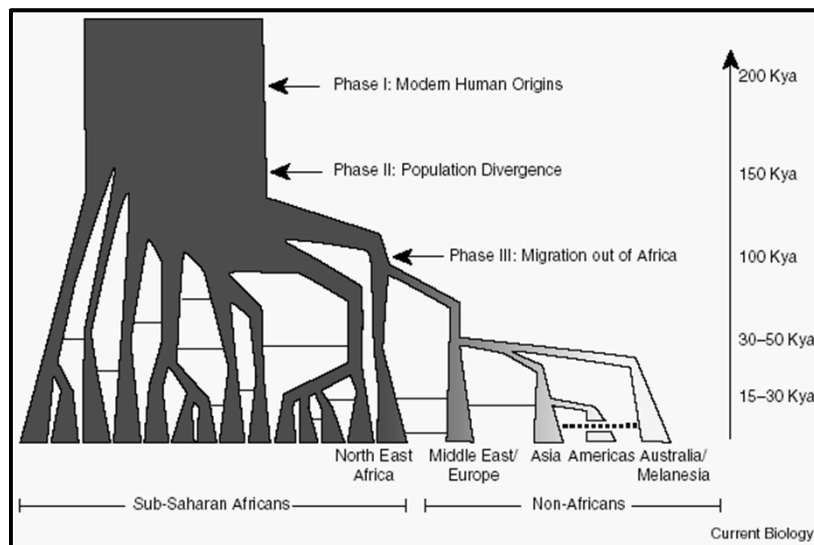 200 Kya
Phase I: Modern Human Origins
Phase II: Population Divergence
150 Kya
Phase III: Migration out of Africa
100 Kya
30–50 Kya
15–30 Kya
North East
Africa
Middle East/
Europe
Asia
Americas
Australia/
Melanesia
Sub-Saharan Africans
Non-Africans
Current Biology